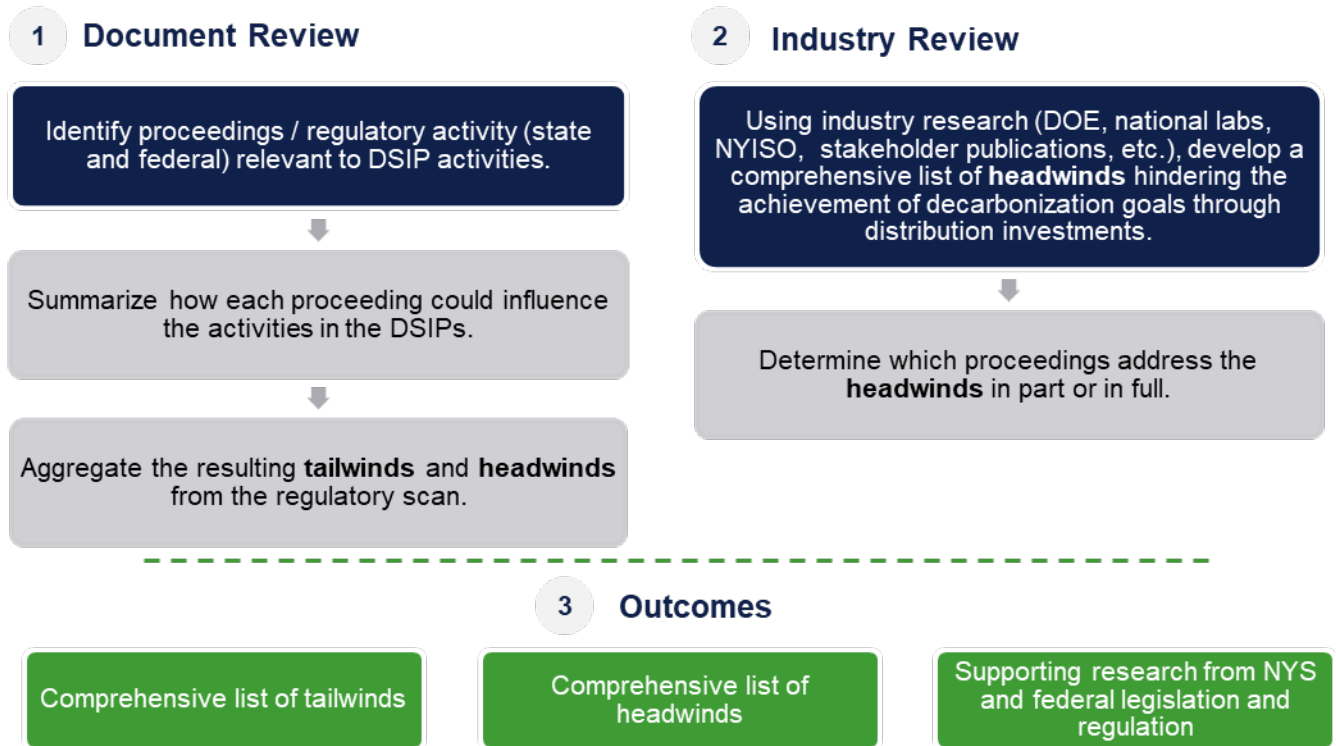 1 Document Review
Identify proceedings / regulatory activity (state
and federal) relevant to DSIP activities.
Summarize how each proceeding could influence
the activities in the DSIPs.
Aggregate the resulting tailwinds and headwinds
from the regulatory scan.
2 Industry Review
Using industry research (DOE, national labs,
NYISO, stakeholder publications, etc.), develop a
comprehensive list of headwinds hindering the
achievement of decarbonization goals through
distribution investments.
Determine which proceedings address the
headwinds in part or in full.
3 Outcomes
Comprehensive list of tailwinds
Comprehensive list of
headwinds
Supporting research from NYS
and federal legislation and
regulation